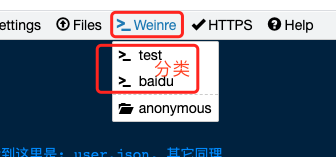 ettings Files Weinre HTTPS Help
test
分类
baidu
anonymous
到这里是: user.json, 其它同理